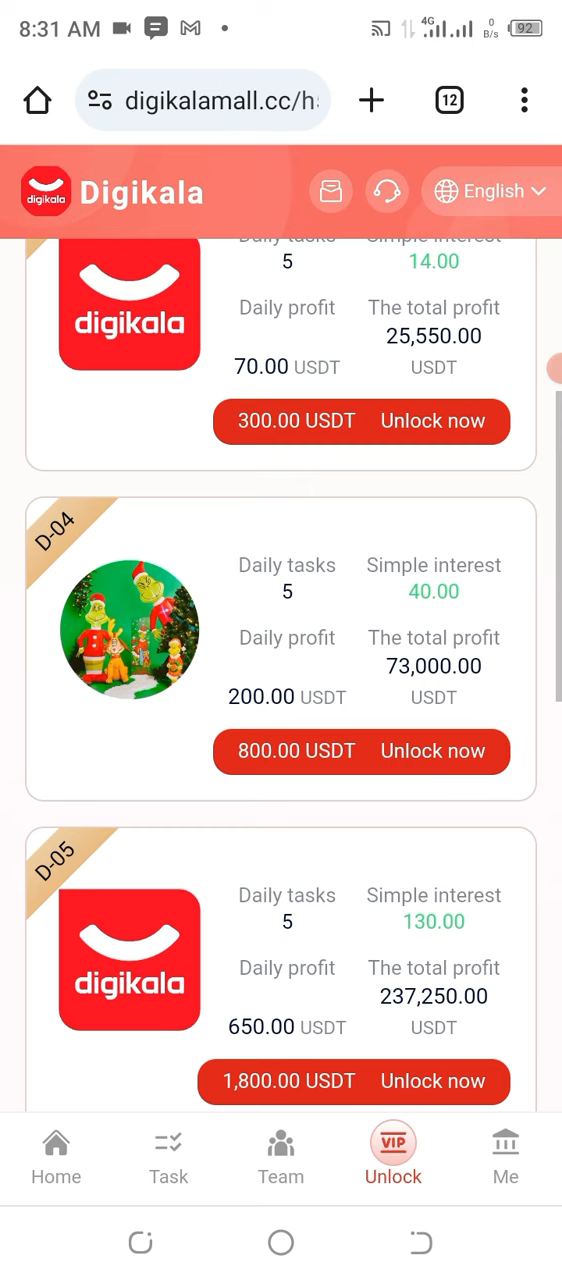 8:31 AM
4G
0
B/s
92
digikalamall.cc/h
12
digikala
Digikala
English
Daily tasks
Simple interest
5
14.00
digikala
Daily profit
The total profit
25,550.00
70.00 USDT
USDT
300.00 USDT Unlock now
D-04
Daily tasks
Simple interest
5
40.00
Daily profit
The total profit
73,000.00
200.00 USDT
USDT
800.00 USDT Unlock now
D-05
Daily tasks
Simple interest
5
130.00
digikala
Daily profit
The total profit
237,250.00
650.00 USDT
USDT
1,800.00 USDT Unlock now
VIP
Home
Task
Team
Unlock
Me